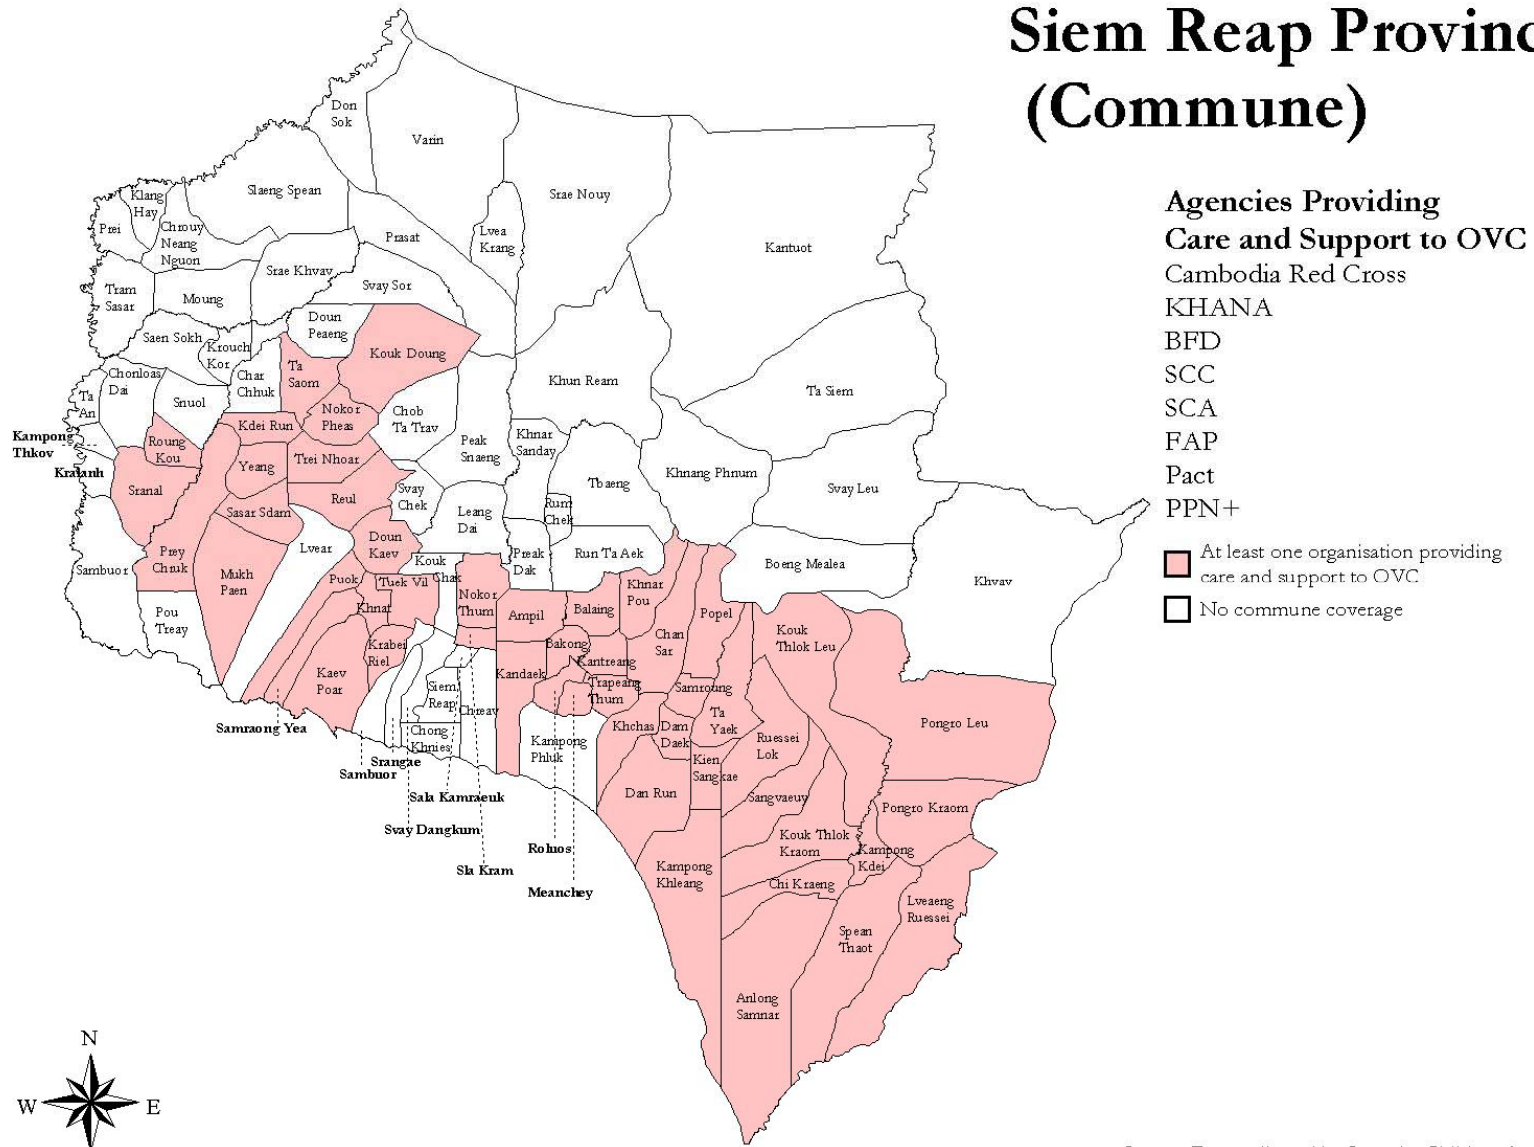 Siem Reap Provinc
(Commune)
Agencies Providing
Care and Support to OVC
Cambodia Red Cross
KHANA
BFD
SCC
SCA
FAP
Pact
PPN+
At least one organisation providing
care and support to OVC
No commune coverage
Don
Sok
Varin
Slaeng Spean
Srae Nouy
Klang
Hay
Prei
Chrouy
Neang
Nguon
Prasat
Lvea
Krang
Kantuot
Srae Khvav
Tram
Sasar
Moung
Svay Sor
Doun
Peaeng
Saen Sokh
Krouch
Kor
Kouk Doung
Chonloas
Dai
Char
Chhuk
Ta
Saom
Khun Ream
Ta Siem
Ta
An
Snuol
Nokor
Pheas
Chob
Ta Trav
Kdei Run
Kampong
Thkov
Roung
Kou
Peak
Snaeng
Khnar
Sanday
Kralanh
Yeang
Trei Nhoar
Khnang Phnum
Tbaeng
Svay Leu
Sranal
Reul
Svay
Chek
Rum
Chek
Sasar Sdam
Leang
Dai
Lvear
Doun
Kaev
Prey
Chruk
Kouk
Chak
Preak
Dak
Run Ta Aek
Boeng Mealea
Sambuor
Mukh
Paen
Puok
Tuek Vil
Khvav
Nokor
Thum
Khnar
Pou
Pou
Treay
Khnat
Ampil
Balaing
Popel
Krabei
Riel
Bakong
Chan
Sar
Kouk
Thlok Leu
Kaev
Poar
Kandaek
Kantreang
Siem
Reap
Trapeang
Thum
Samroung
Chreav
Samraong Yea
Chong
Khnies
Kampong
Phluk
Khchas
Dam
Daek
Ta
Yaek
Pongro Leu
Ruessei
Lok
Srangae
Sambuor
Kien
Sangkae
Sala Kamraeuk
Dan Run
Sangvaeuy
Pongro Kraom
Svay Dangkum
Roluos
Kouk Thlok
Kraom
Kampong
Kdei
Sla Kram
Kampong
Khleang
Chi Kraeng
Meanchey
Lveaeng
Ruessei
Spean
Thaot
Anlong
Samnar
N
W
E